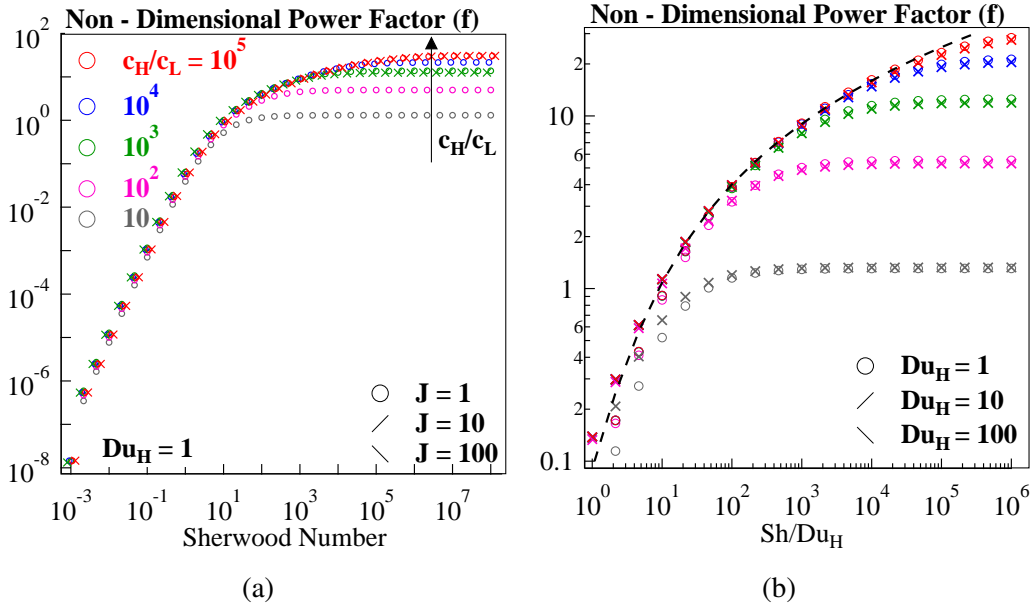 Non - Dimensional Power Factor (f)
10^2
10^0
10^-2
10^-4
10^-6
10^-8
c_H/c_L = 10^5
10^4
10^3
10^2
10
c_H/c_L
J = 1
J = 10
J = 100
Du_H = 1
10^-3 10^-1 10^1 10^3 10^5 10^7
Sherwood Number
(a)
Non - Dimensional Power Factor (f)
2
10
6
4
2
1
6
4
2
0.1
Du_H = 1
Du_H = 10
Du_H = 100
10^0 10^1 10^2 10^3 10^4 10^5 10^6
Sh/Du_H
(b)